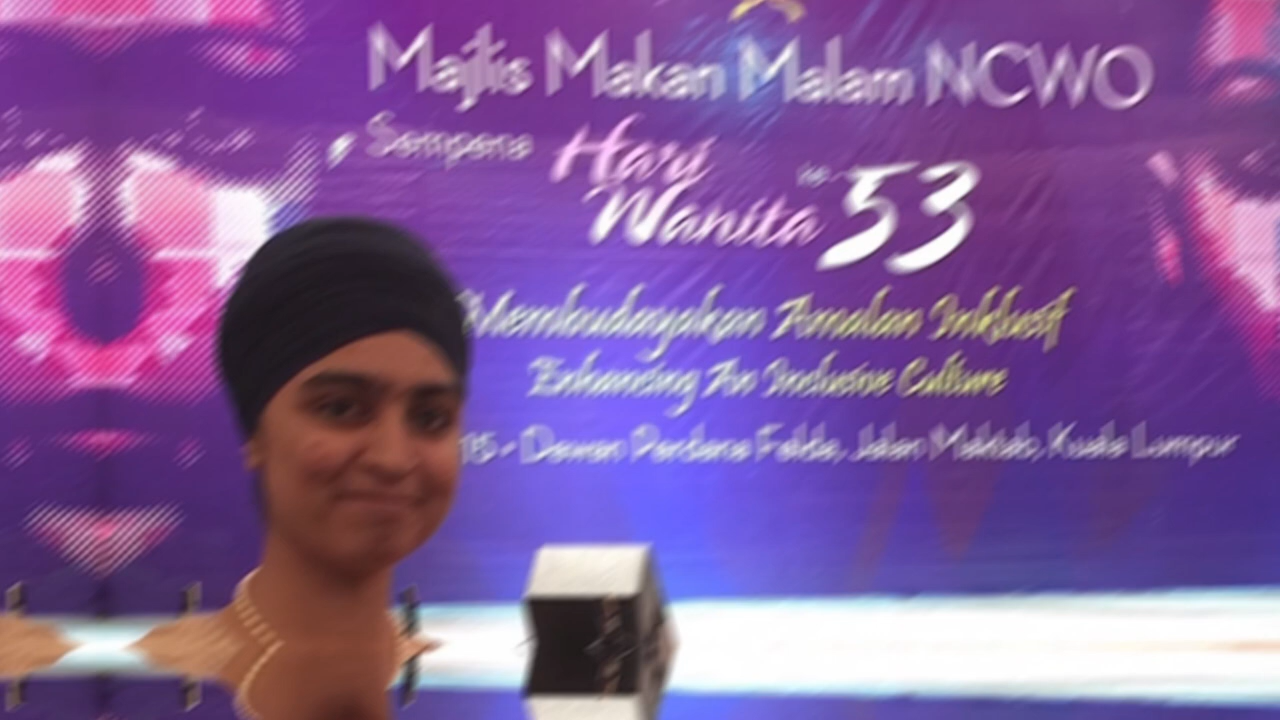 Majlis Makan Malam NCWO
Sempena Hari
Wanita ke-53
Membudayakan Amalan Inklusif
Enhancing An Inclusive Culture
15 - Dewan Perdana Felda, Jalan Maktab, Kuala Lumpur